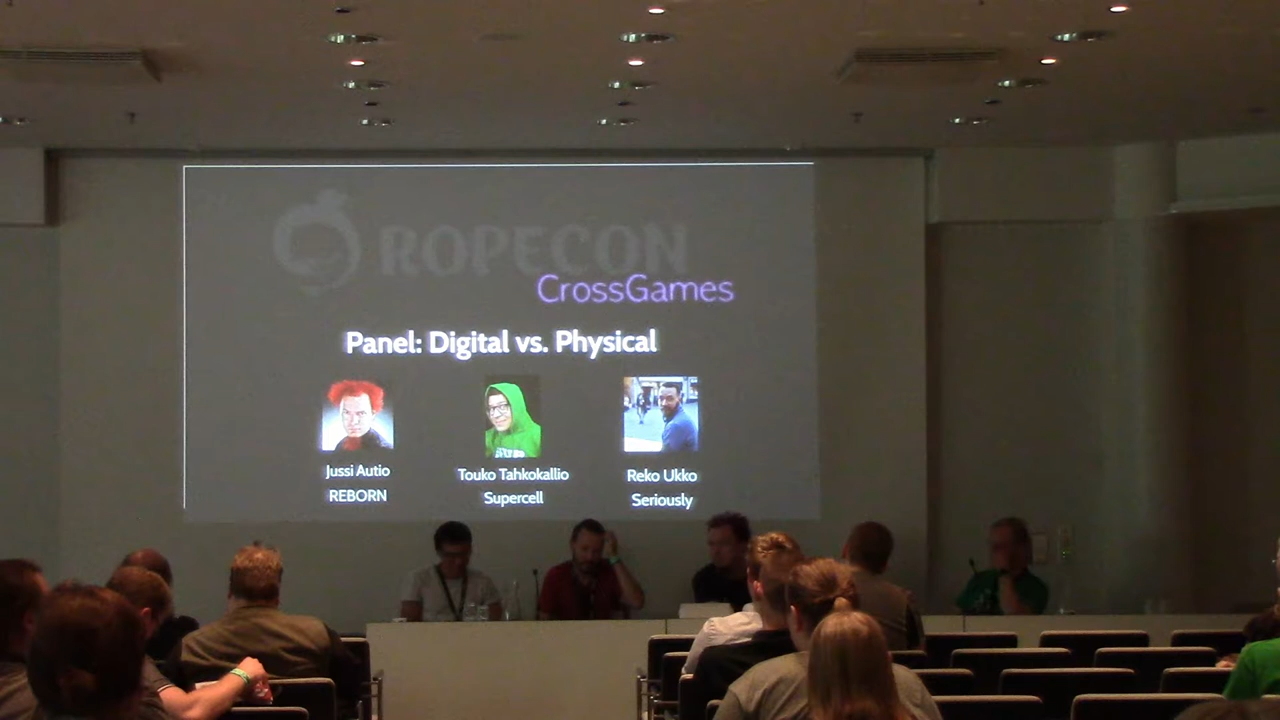 ROPECON
CrossGames
Panel: Digital vs. Physical
Jussi Autio
REBORN
Touko Tahkokallio
Supercell
Reko Ukko
Seriously